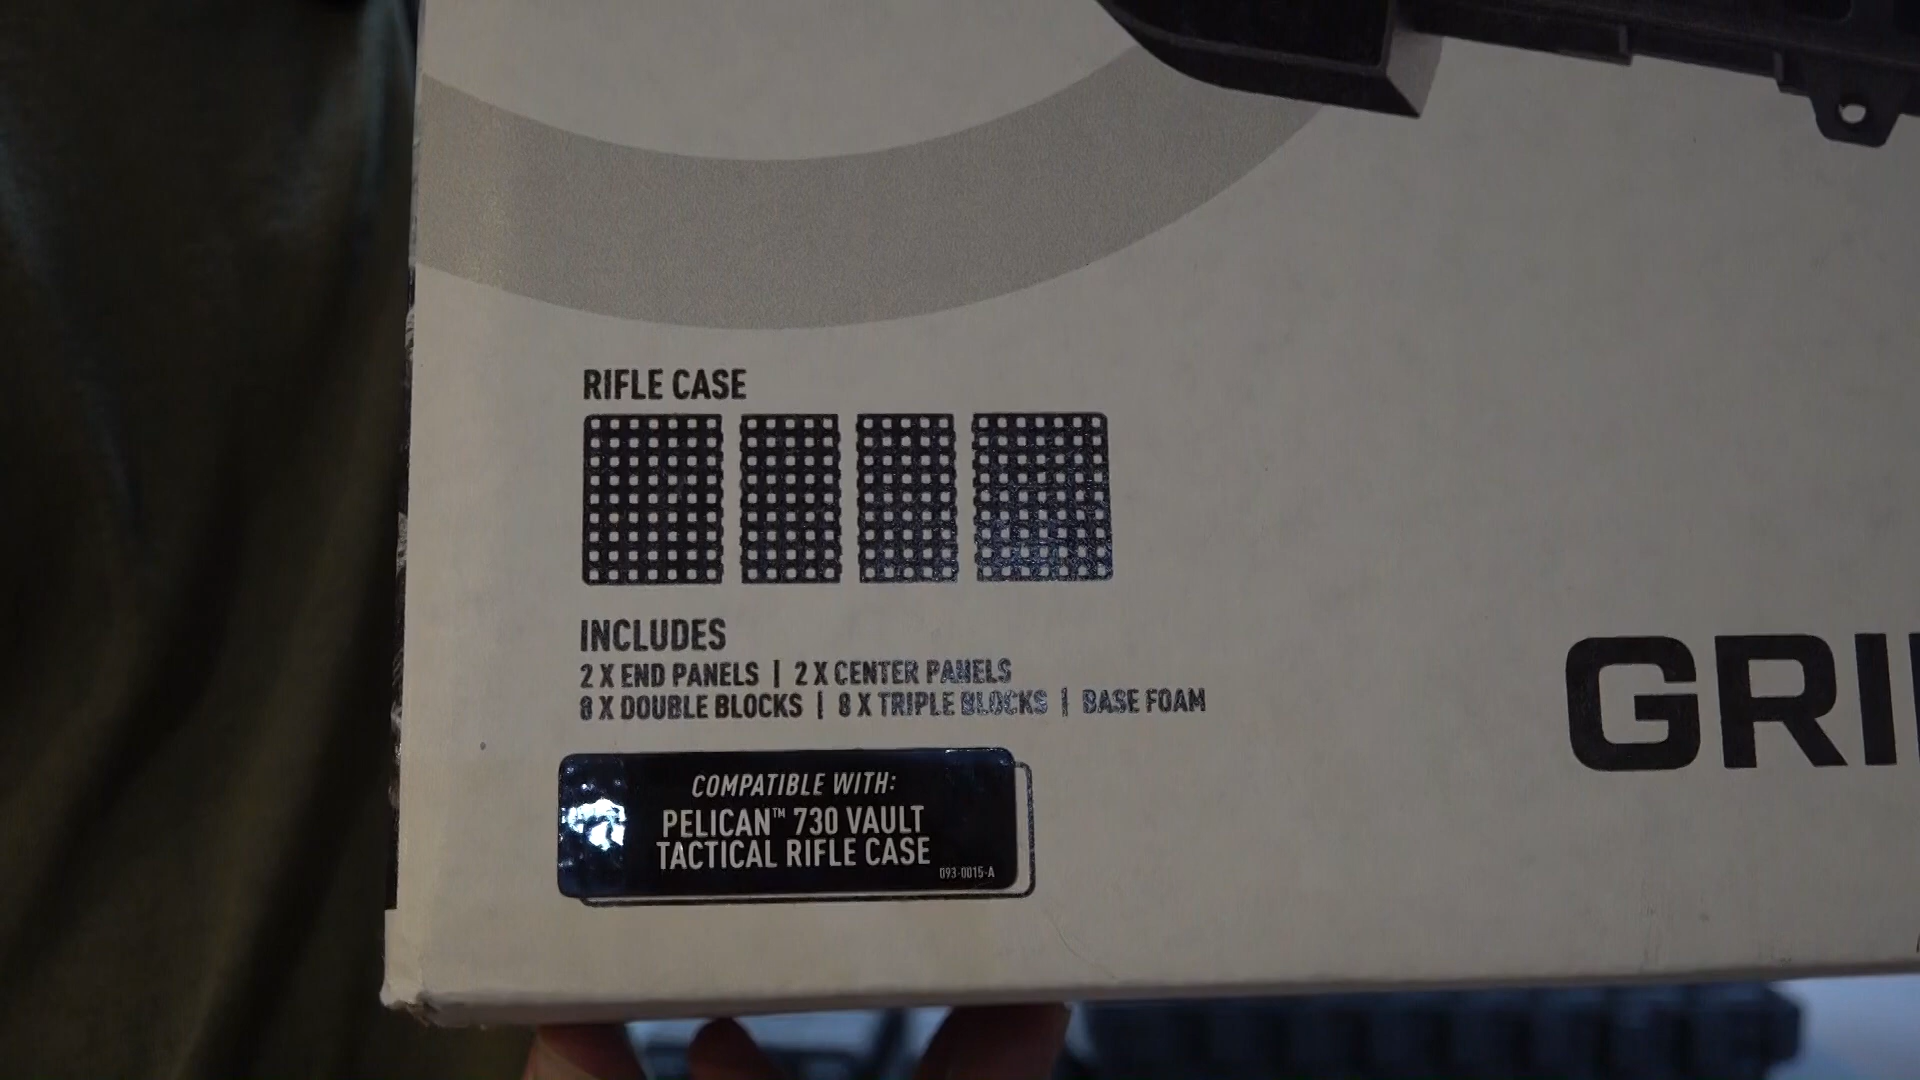 RIFLE CASE
INCLUDES
2 X END PANELS | 2 X CENTER PANELS
8 X DOUBLE BLOCKS | 8 X TRIPLE BLOCKS | BASE FOAM
COMPATIBLE WITH:
PELICAN™ 730 VAULT
TACTICAL RIFLE CASE
093-0015-A
GRI